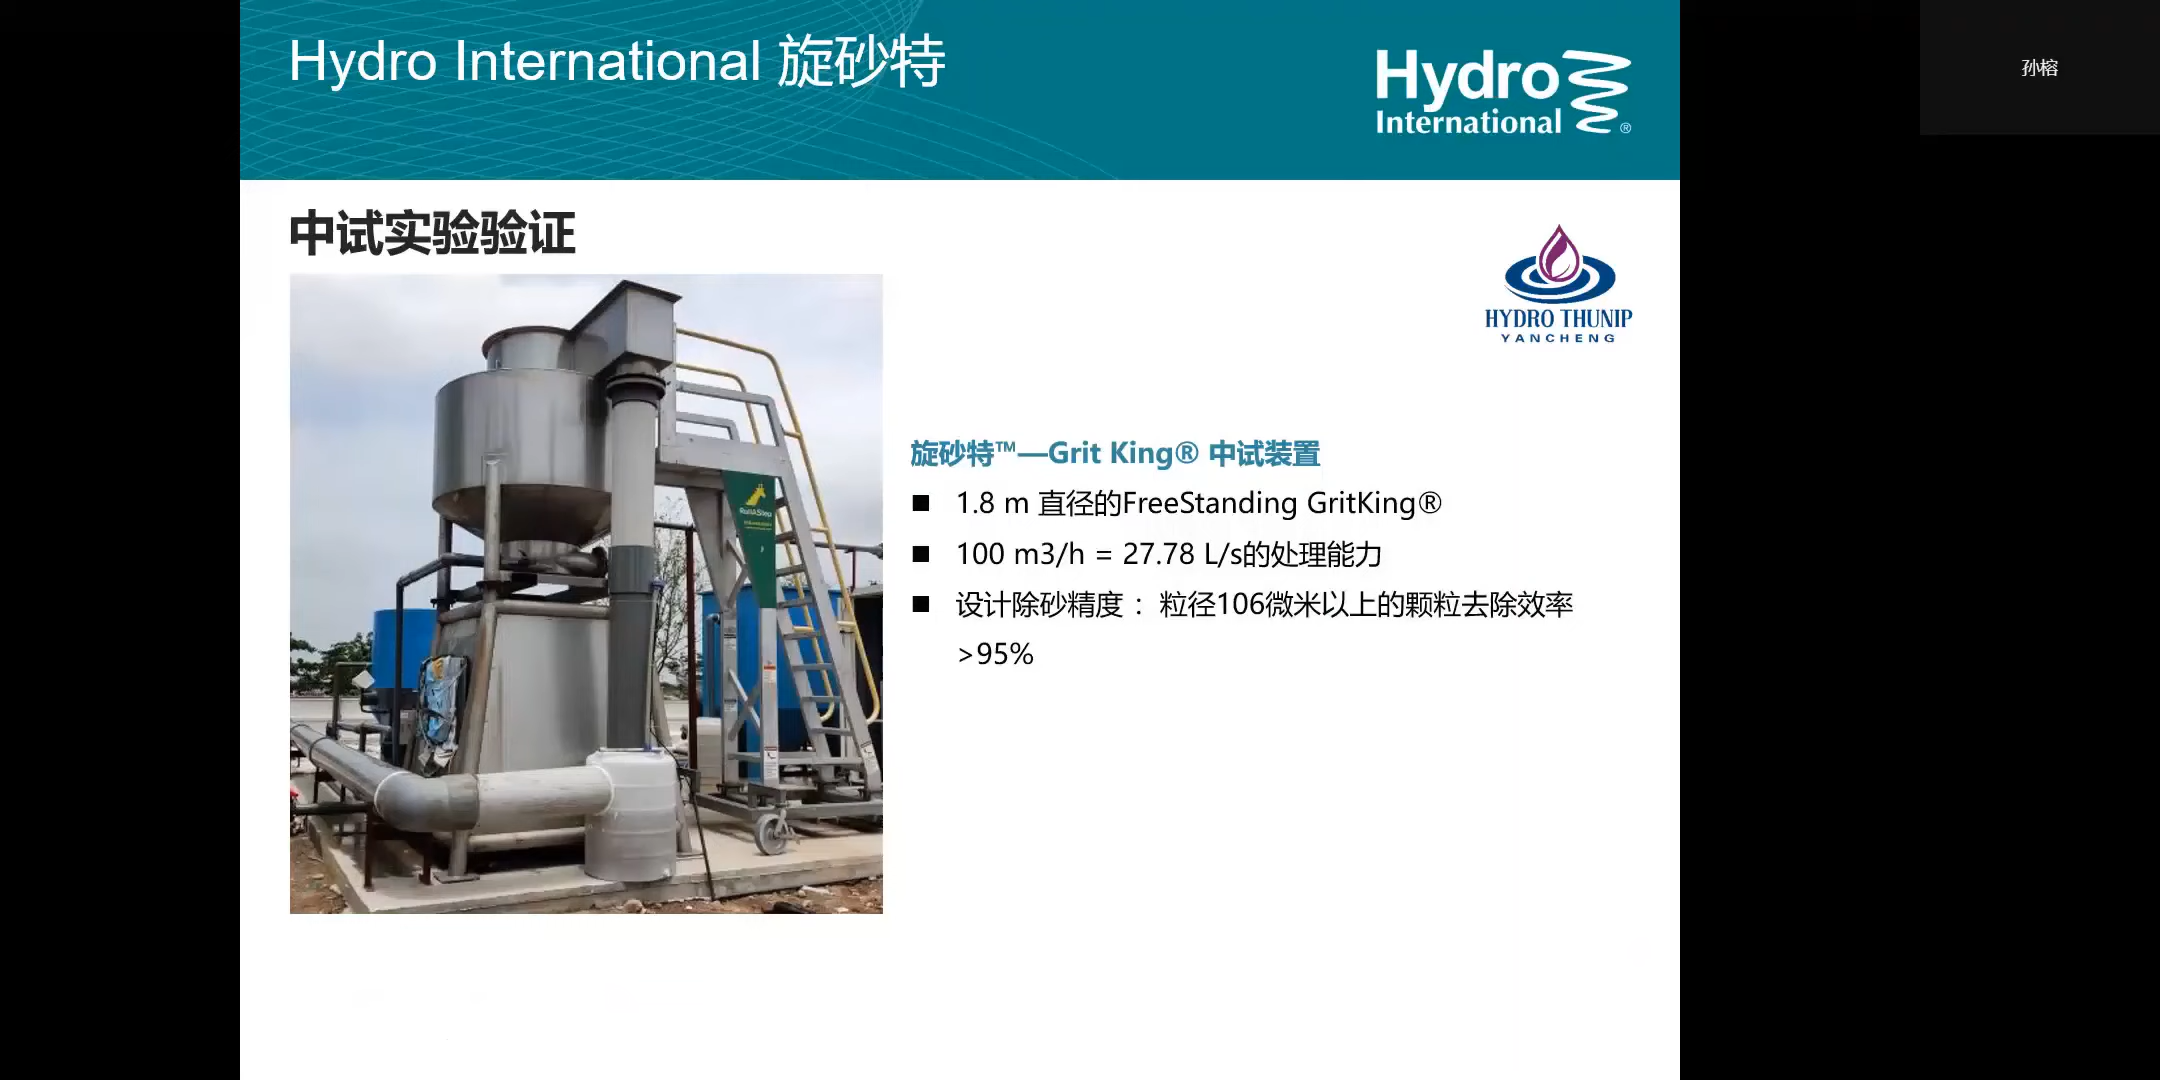 Hydro International 旋砂特
Hydro
International ®
孙榕
中试实验验证
HYDRO THUNIP
YANCHENG
旋砂特™—Grit King® 中试装置
■ 1.8 m 直径的FreeStanding GritKing®
■ 100 m3/h = 27.78 L/s的处理能力
■ 设计除砂精度 ：粒径106微米以上的颗粒去除效率
>95%
RollAStep